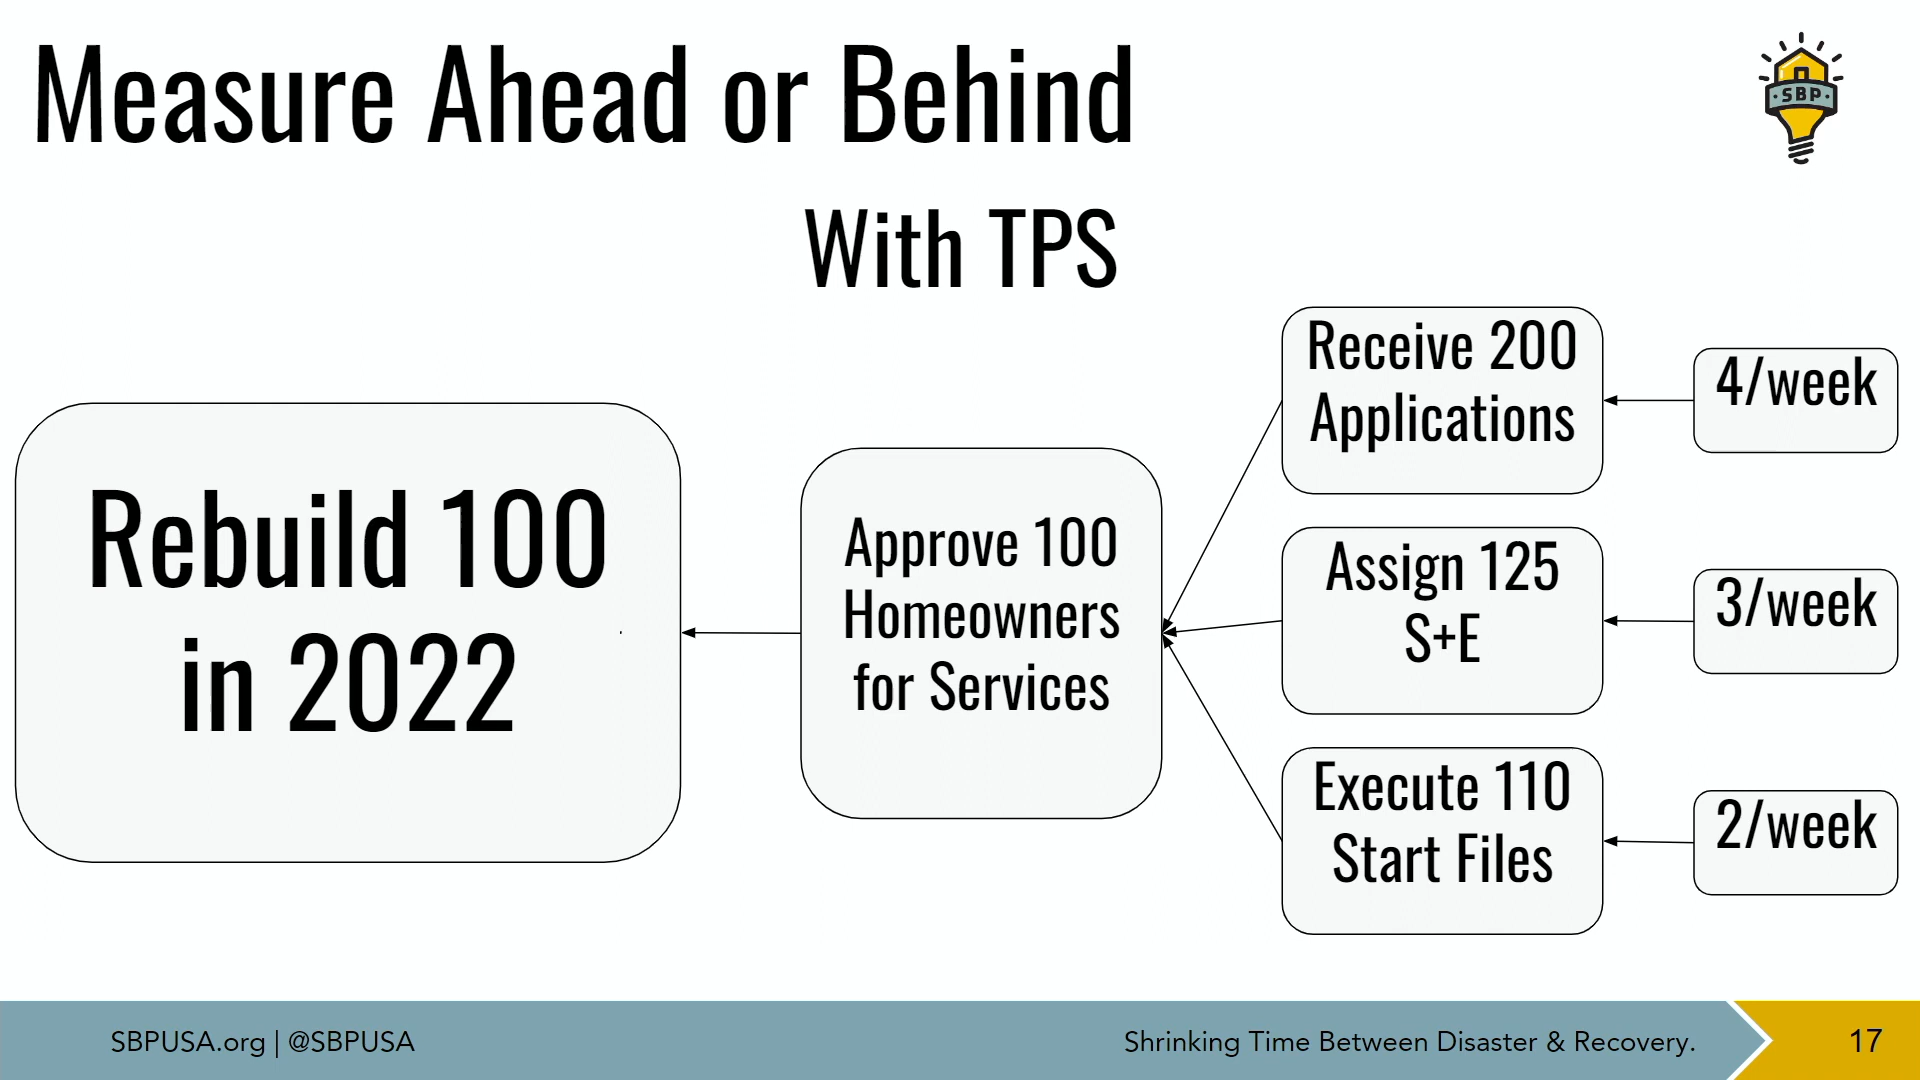 Measure Ahead or Behind
SBP
With TPS
Rebuild 100
in 2022
Approve 100
Homeowners
for Services
Receive 200
Applications
4/week
Assign 125
S+E
3/week
Execute 110
Start Files
2/week
SBPUSA.org | @SBPUSA
Shrinking Time Between Disaster & Recovery.
17